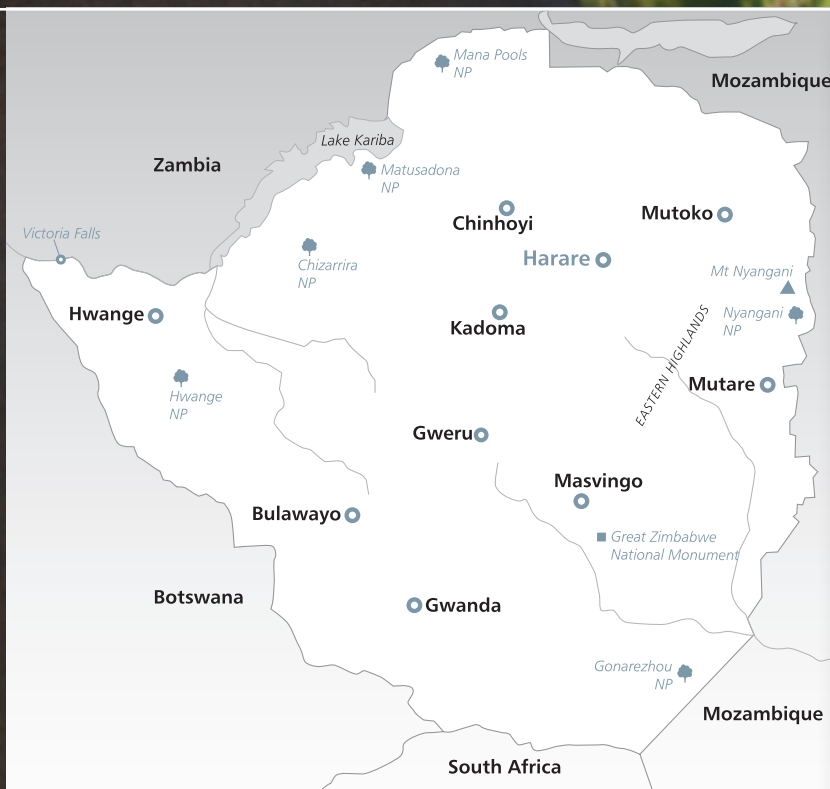 Mana Pools
NP
Mozambique
Lake Kariba
Zambia
Matusadona
NP
Chinhoyi
Mutoko
Victoria Falls
Harare
Chizarrira
NP
Mt Nyangani
Hwange
Kadoma
Nyangani
NP
EASTERN HIGHLANDS
Hwange
NP
Mutare
Gweru
Masvingo
Bulawayo
Great Zimbabwe
National Monument
Botswana
Gwanda
Gonarezhou
NP
Mozambique
South Africa